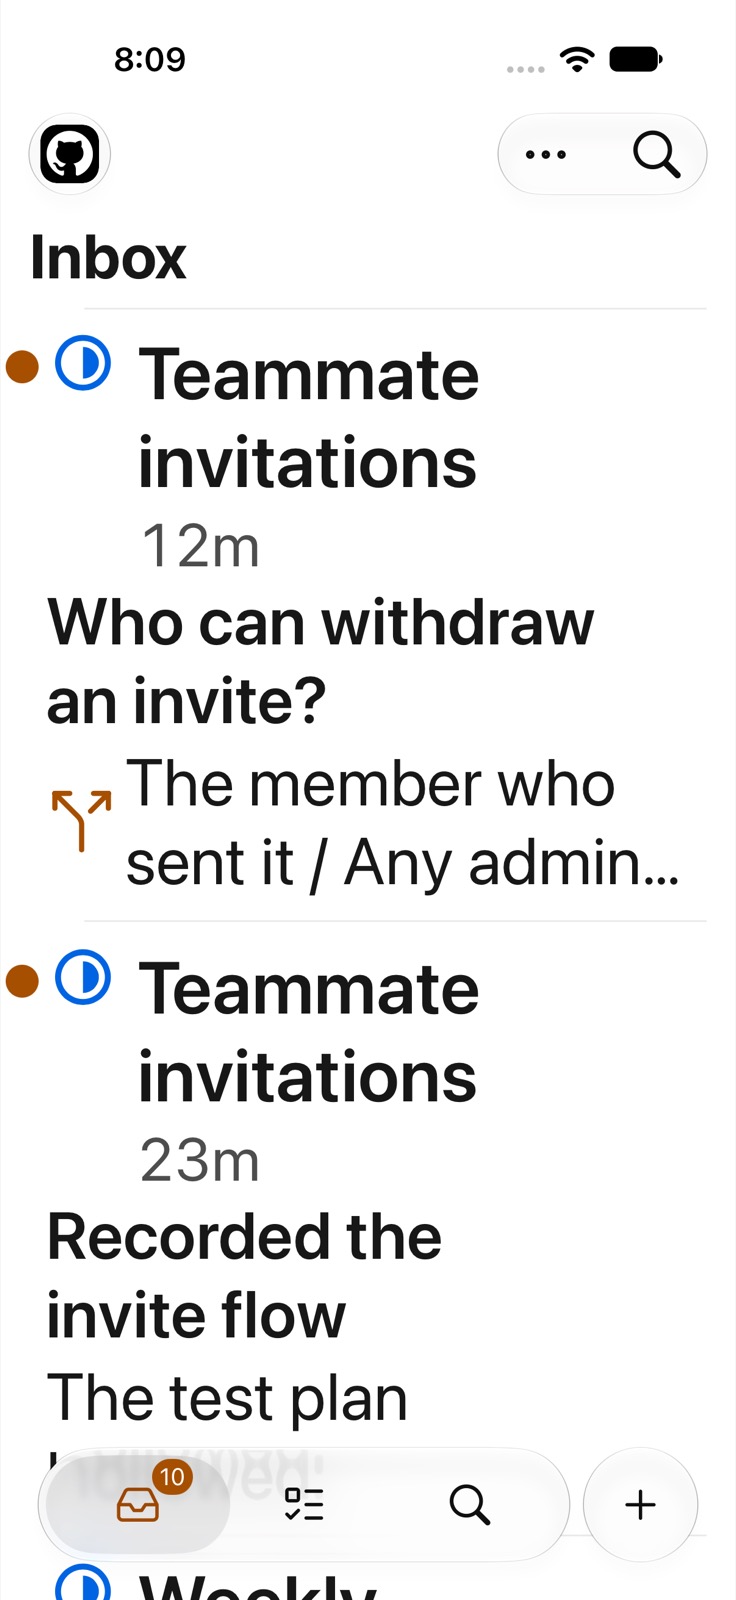 8:09
Inbox
Teammate
invitations
12m
Who can withdraw
an invite?
The member who
sent it / Any admin...
Teammate
invitations
23m
Recorded the
invite flow
The test plan
10
Weekly